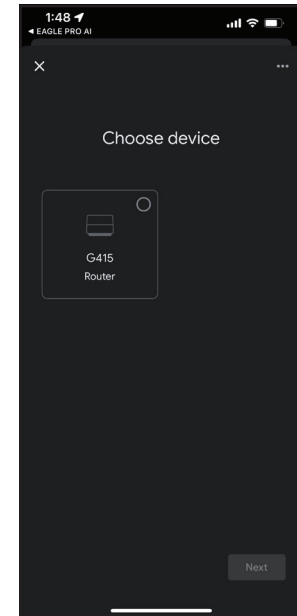 1:48
◀ EAGLE PRO AI
Choose device
G415
Router
Next